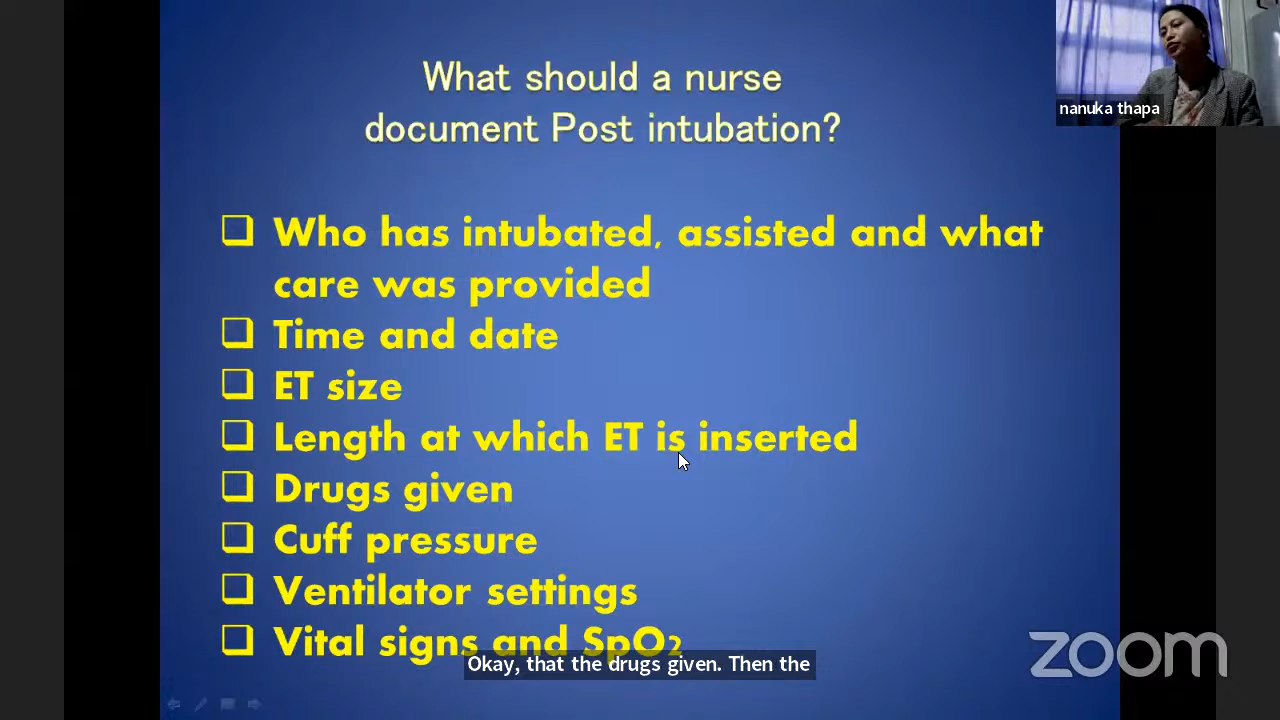 What should a nurse
document Post intubation?
nanuka thapa
❑ Who has intubated, assisted and what
care was provided
❑ Time and date
❑ ET size
❑ Length at which ET is inserted
❑ Drugs given
❑ Cuff pressure
❑ Ventilator settings
❑ Vital signs and SpO2
Okay, that the drugs given. Then the
zoom